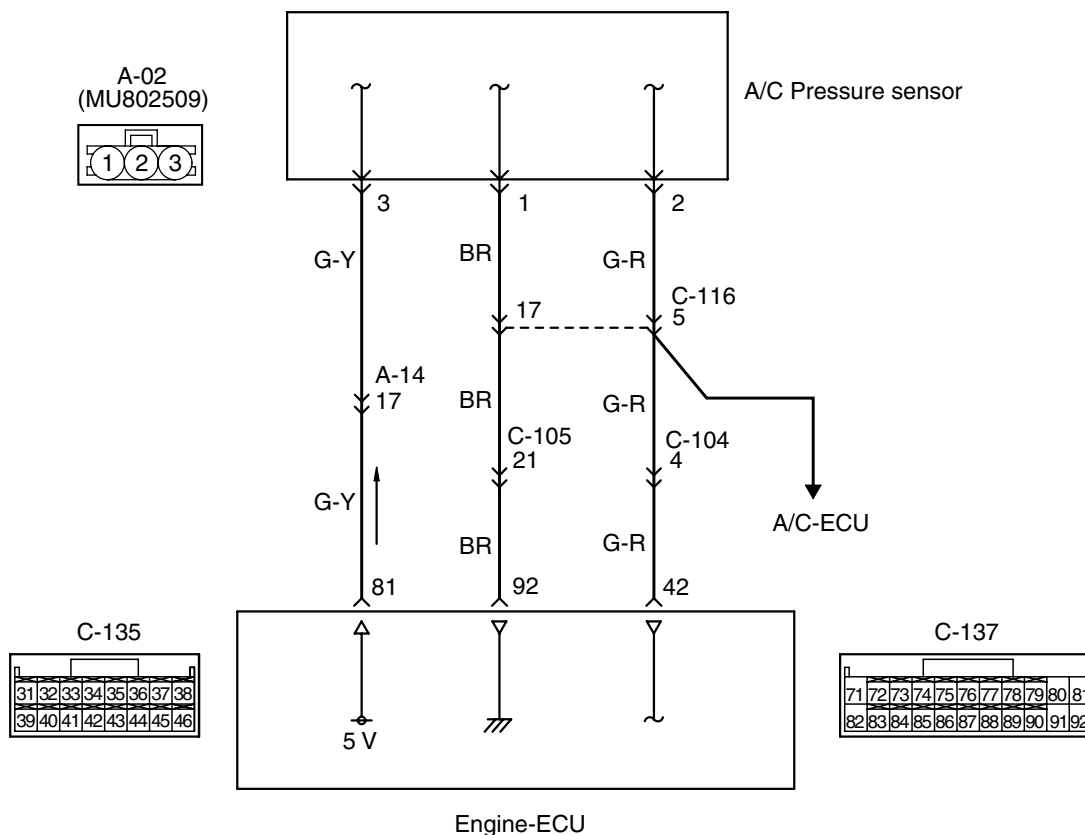 A-02
(MU802509)
1 2 3
A/C Pressure sensor
3 1 2
G-Y BR G-R
17 C-116
5
A-14
17
BR G-R
C-105 C-104
21 4
G-Y
A/C-ECU
BR G-R
81 92 42
C-135
31 32 33 34 35 36 37 38
39 40 41 42 43 44 45 46
C-137
71 72 73 74 75 76 77 78 79 80 81
82 83 84 85 86 87 88 89 90 91 92
5 V
Engine-ECU